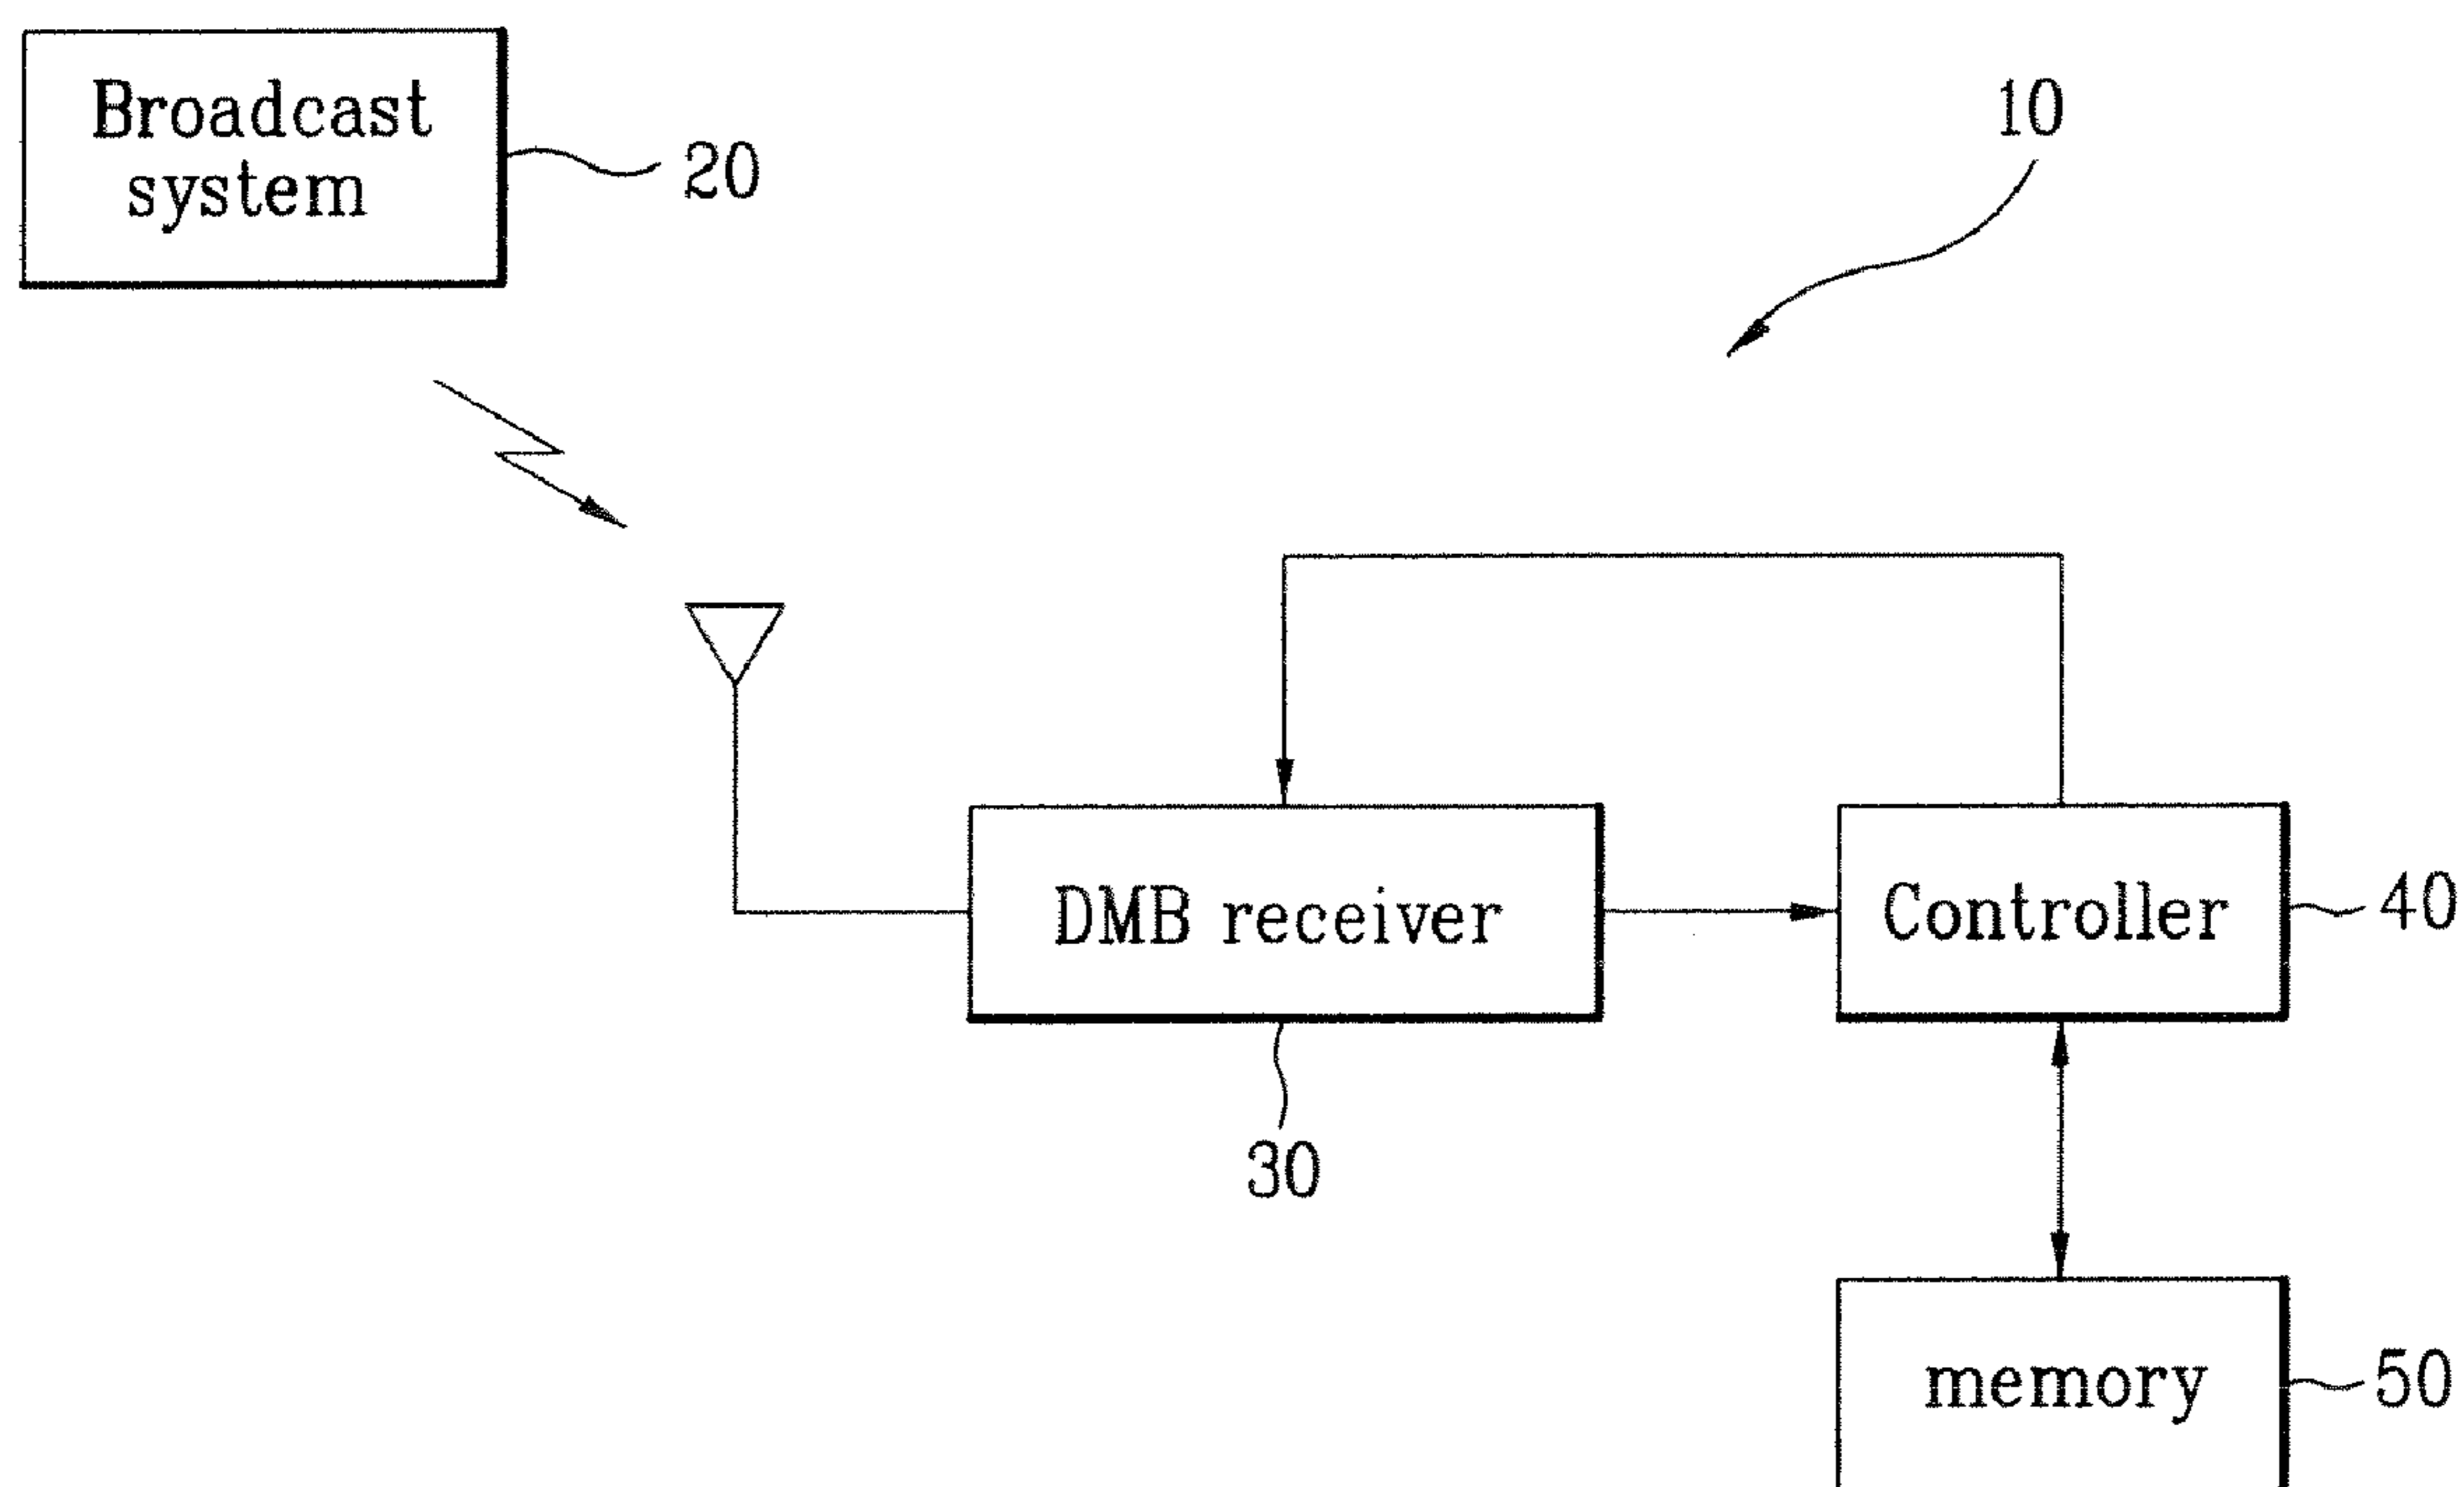 Broadcast
system
20
10
DMB receiver
Controller
40
30
memory
50